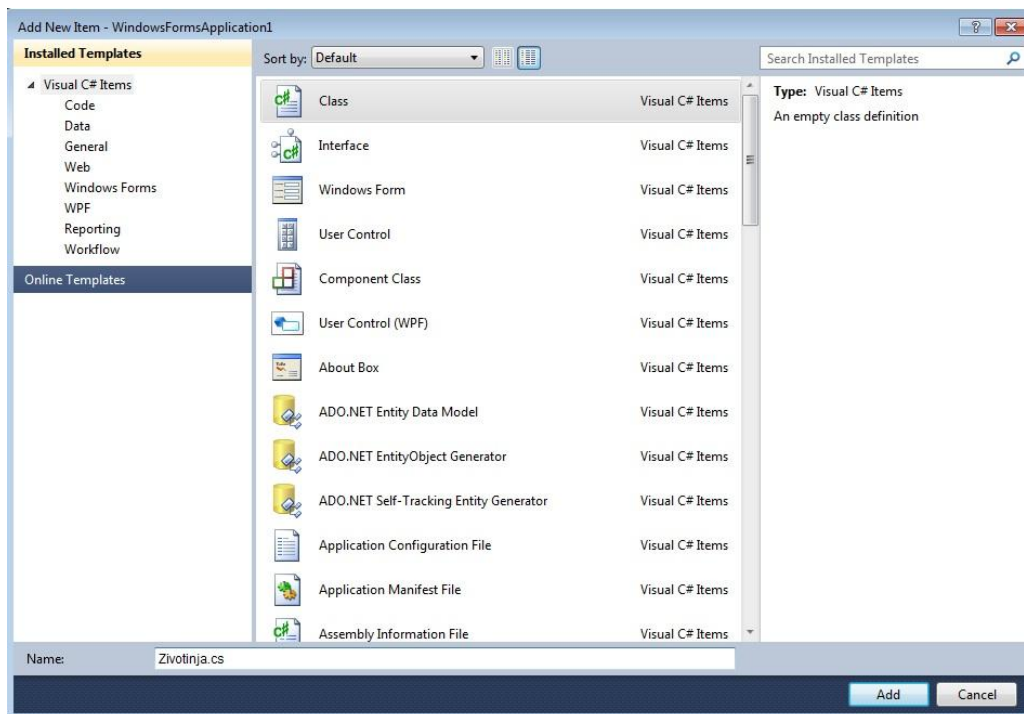 Add New Item - WindowsFormsApplication1
Installed Templates
Visual C# Items
Code
Data
General
Web
Windows Forms
WPF
Reporting
Workflow
Online Templates
Sort by: Default
Class Visual C# Items
Interface Visual C# Items
Windows Form Visual C# Items
User Control Visual C# Items
Component Class Visual C# Items
User Control (WPF) Visual C# Items
About Box Visual C# Items
ADO.NET Entity Data Model Visual C# Items
ADO.NET EntityObject Generator Visual C# Items
ADO.NET Self-Tracking Entity Generator Visual C# Items
Application Configuration File Visual C# Items
Application Manifest File Visual C# Items
Assembly Information File Visual C# Items
Search Installed Templates
Type: Visual C# Items
An empty class definition
Name: Zivotinja.cs
Add Cancel